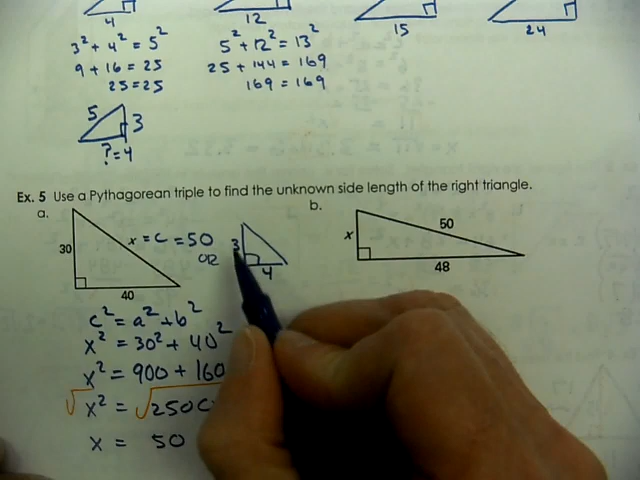 4
12
15
24
3² + 4² = 5²
5² + 12² = 13²
9 + 16 = 25
25 + 144 = 169
25 = 25
169 = 169
5
3
? = 4
Ex. 5 Use a Pythagorean triple to find the unknown side length of the right triangle.
a.
b.
30
x = c = 50
OR
3
4
40
x
50
48
c² = a² + b²
x² = 30² + 40²
x² = 900 + 160
√x² = √250
x = 50